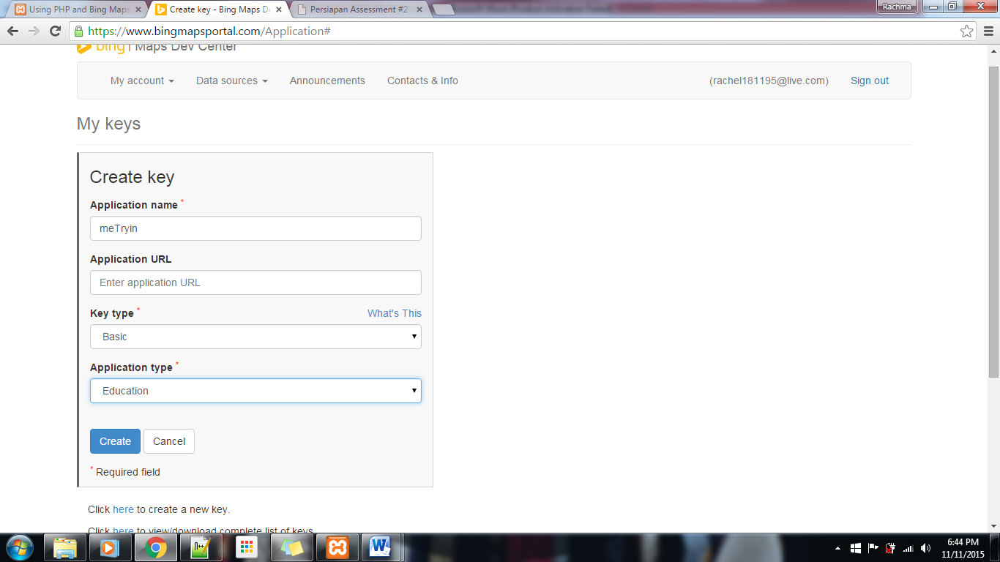 Using PHP and Bing Maps
Create key - Bing Maps De
Persiapan Assessment #2
Rachma
https://www.bingmapsportal.com/Application#
bing | Maps Dev Center
My account
Data sources
Announcements
Contacts & Info
(rachel181195@live.com)
Sign out
My keys
Create key
Application name *
meTryin
Application URL
Enter application URL
Key type *
What's This
Basic
Application type *
Education
Create
Cancel
* Required field
Click here to create a new key.
Click here to view/download complete list of keys
6:44 PM
11/11/2015